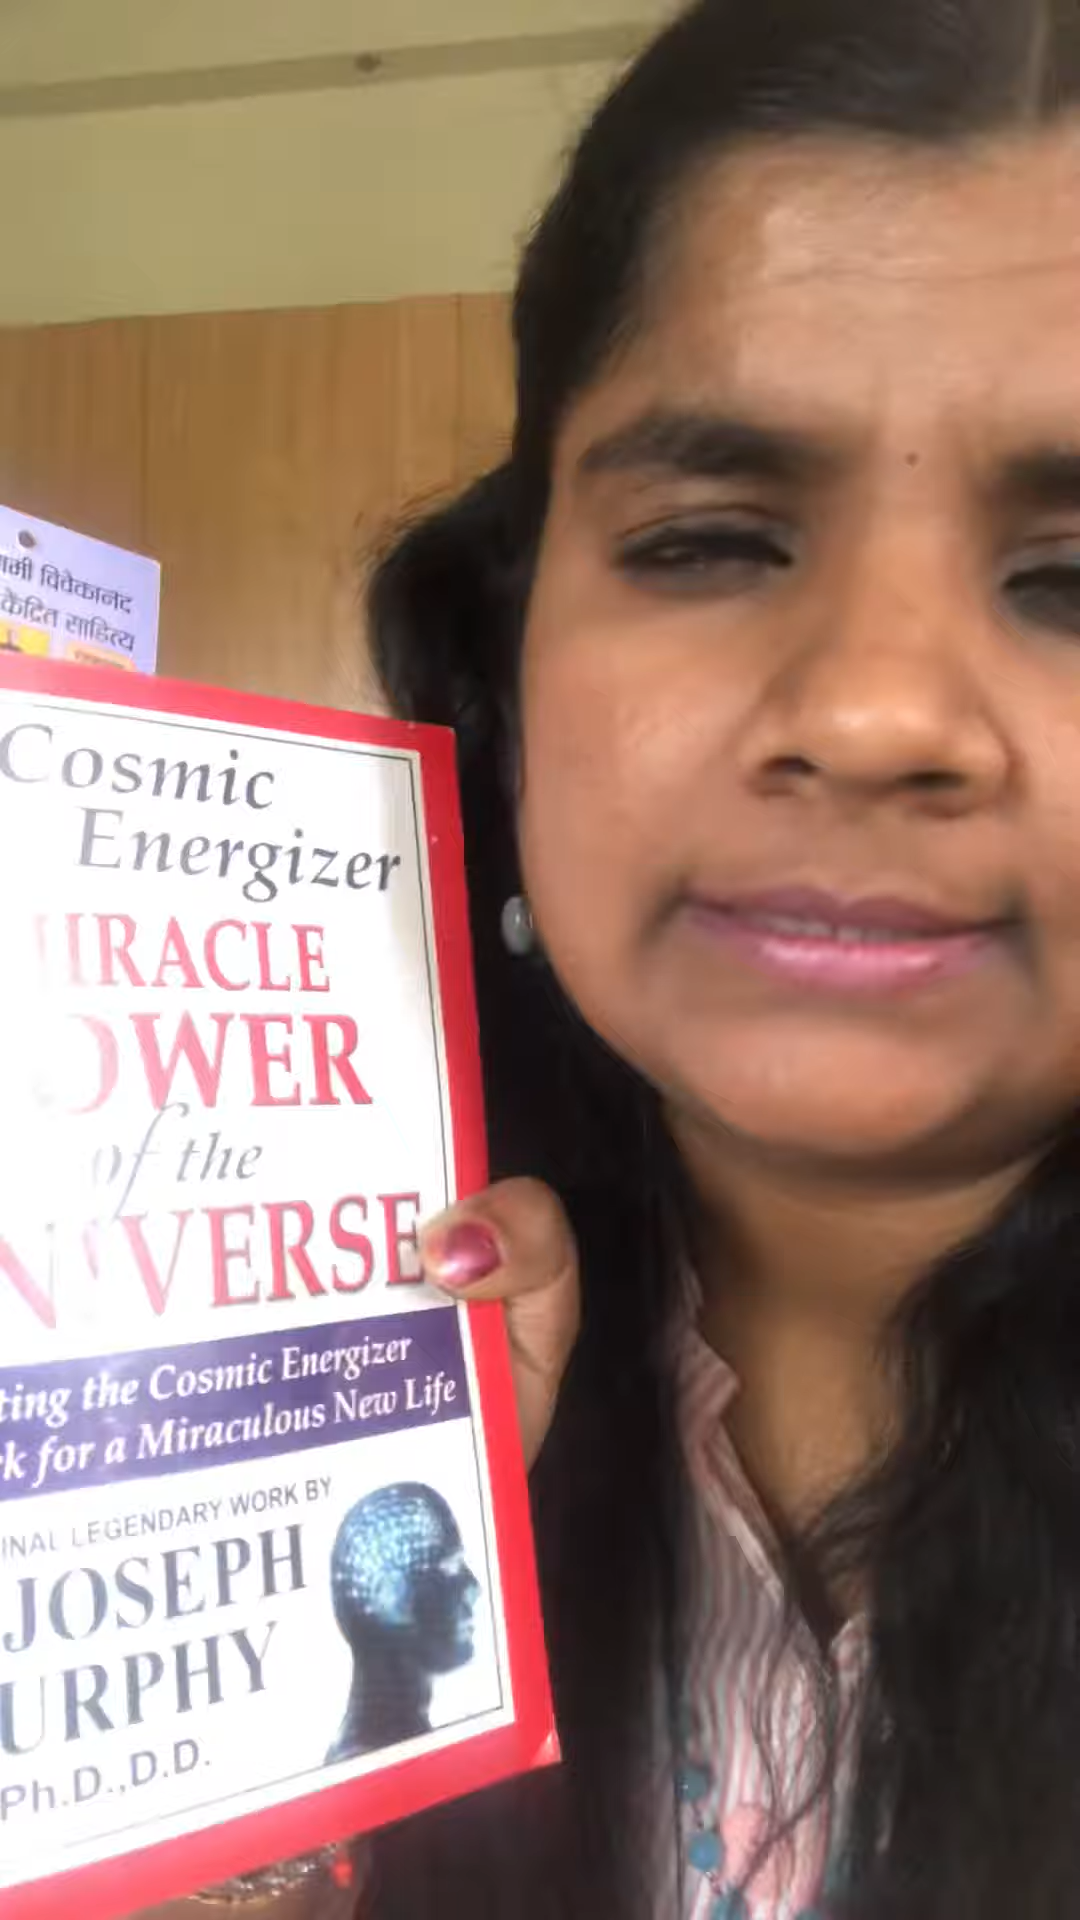 विवेकानंद
केंद्रित साहित्य
Cosmic
Energizer
IRACLE
OWER
of the
N VERSE
ting the Cosmic Energizer
rk for a Miraculous New Life
INAL LEGENDARY WORK BY
JOSEPH
URPHY
Ph.D.,D.D.